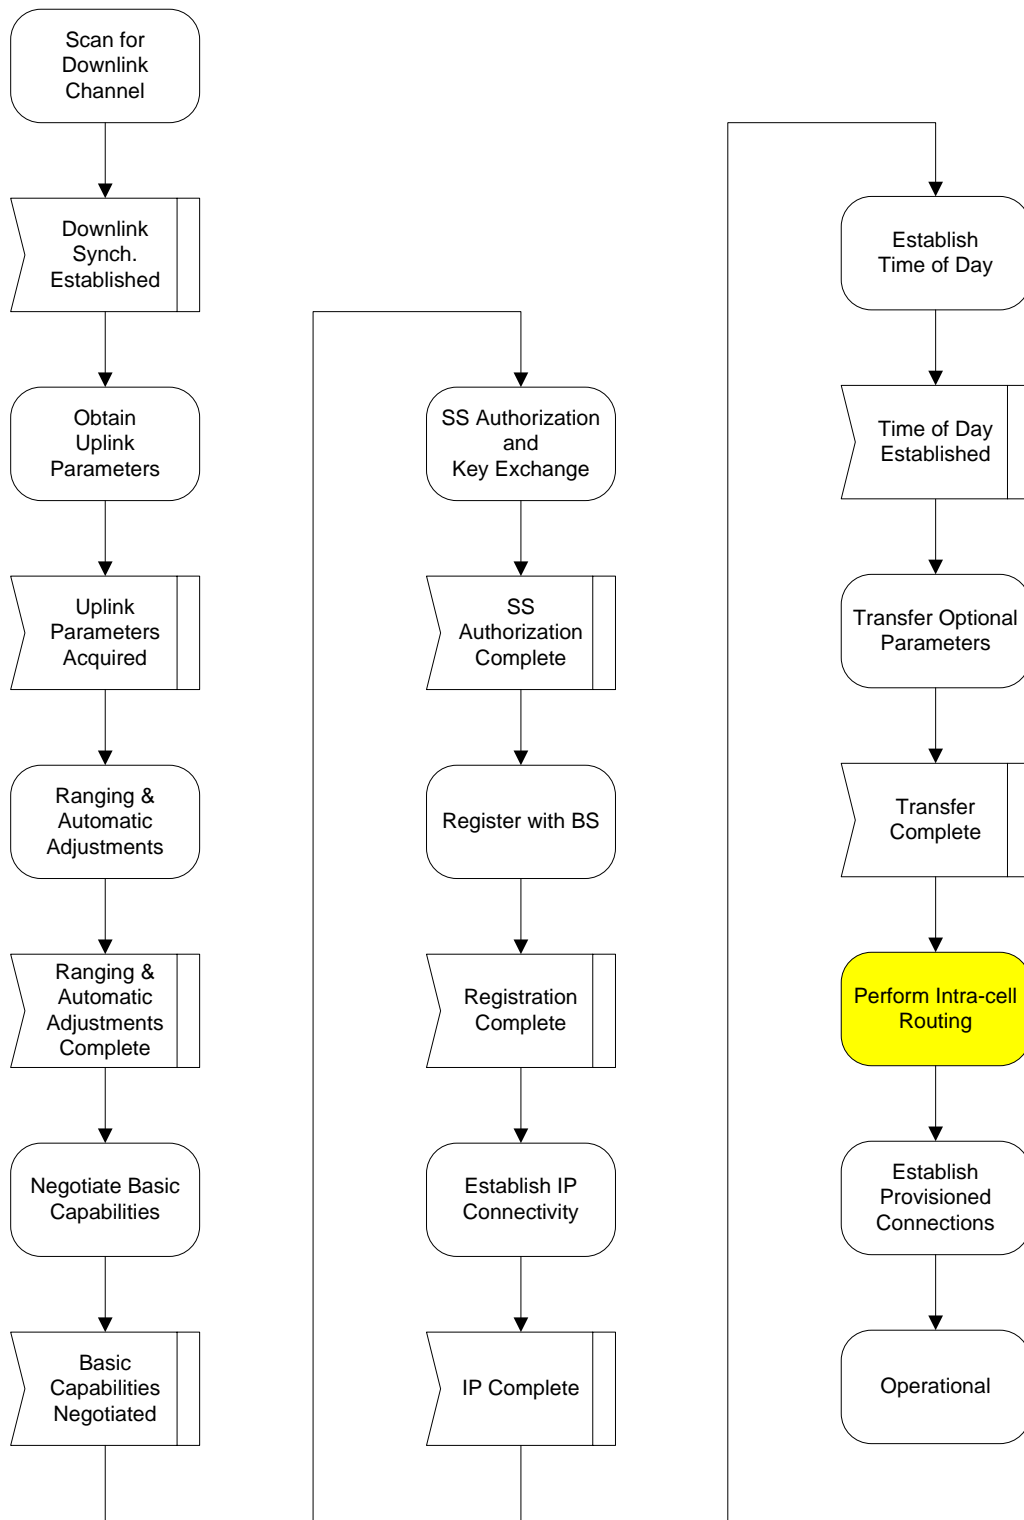 Scan for
Downlink
Channel
Downlink
Synch.
Established
Obtain
Uplink
Parameters
Uplink
Parameters
Acquired
Ranging &
Automatic
Adjustments
Ranging &
Automatic
Adjustments
Complete
Negotiate Basic
Capabilities
Basic
Capabilities
Negotiated
SS Authorization
and
Key Exchange
SS
Authorization
Complete
Register with BS
Registration
Complete
Establish IP
Connectivity
IP Complete
Establish
Time of Day
Time of Day
Established
Transfer Optional
Parameters
Transfer
Complete
Perform Intra-cell
Routing
Establish
Provisioned
Connections
Operational